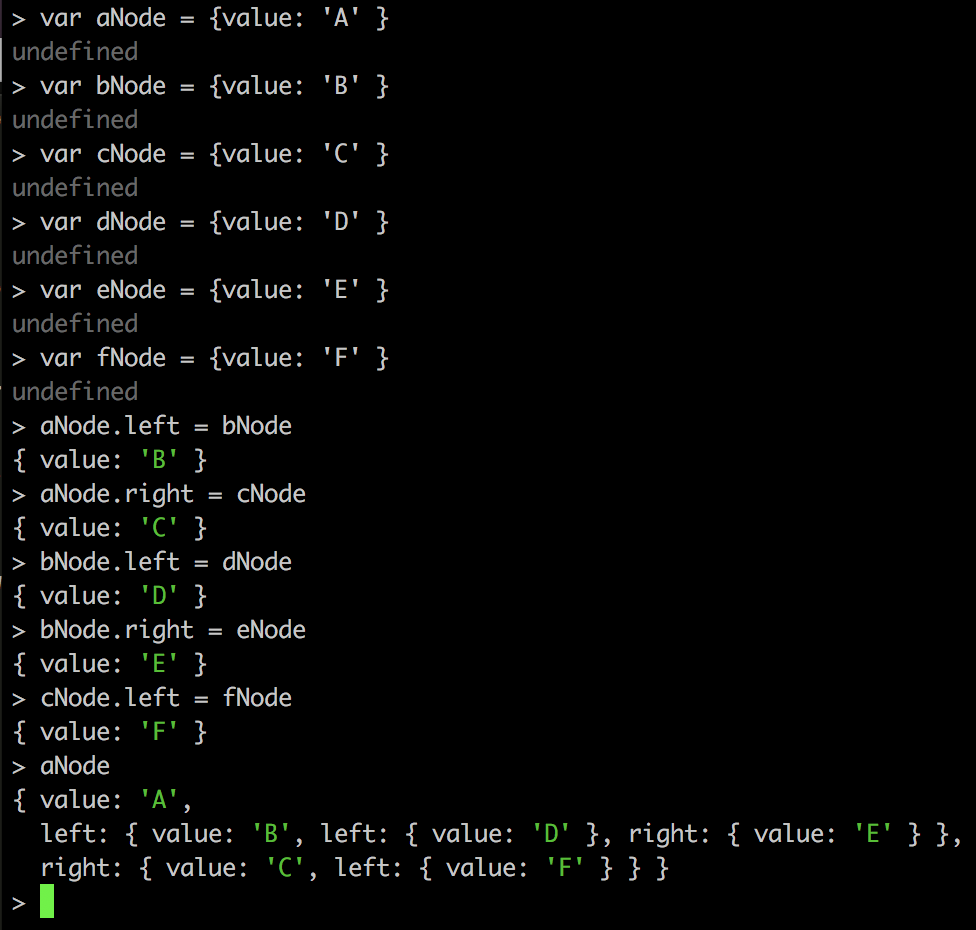 > var aNode = {value: 'A' }
undefined
> var bNode = {value: 'B' }
undefined
> var cNode = {value: 'C' }
undefined
> var dNode = {value: 'D' }
undefined
> var eNode = {value: 'E' }
undefined
> var fNode = {value: 'F' }
undefined
> aNode.left = bNode
{ value: 'B' }
> aNode.right = cNode
{ value: 'C' }
> bNode.left = dNode
{ value: 'D' }
> bNode.right = eNode
{ value: 'E' }
> cNode.left = fNode
{ value: 'F' }
> aNode
{ value: 'A',
  left: { value: 'B', left: { value: 'D' }, right: { value: 'E' } },
  right: { value: 'C', left: { value: 'F' } } }
>